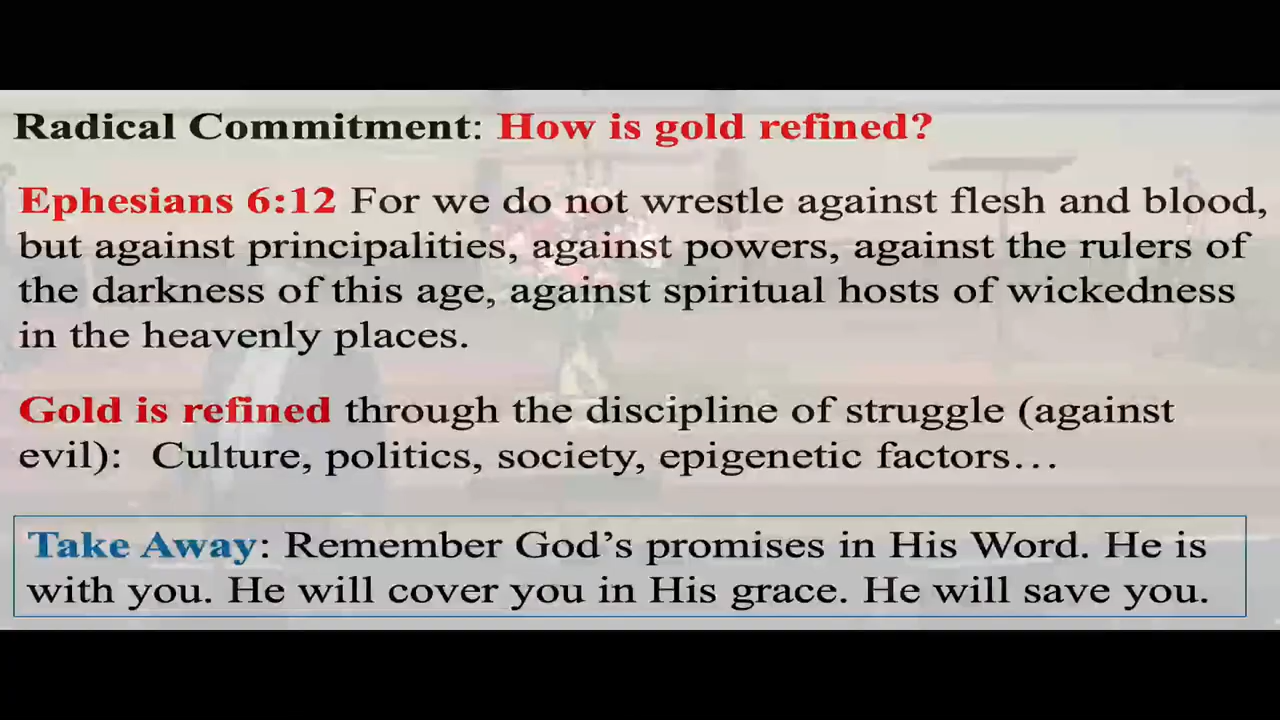 Radical Commitment: How is gold refined?
Ephesians 6:12 For we do not wrestle against flesh and blood,
but against principalities, against powers, against the rulers of
the darkness of this age, against spiritual hosts of wickedness
in the heavenly places.
Gold is refined through the discipline of struggle (against
evil): Culture, politics, society, epigenetic factors…
Take Away: Remember God’s promises in His Word. He is
with you. He will cover you in His grace. He will save you.